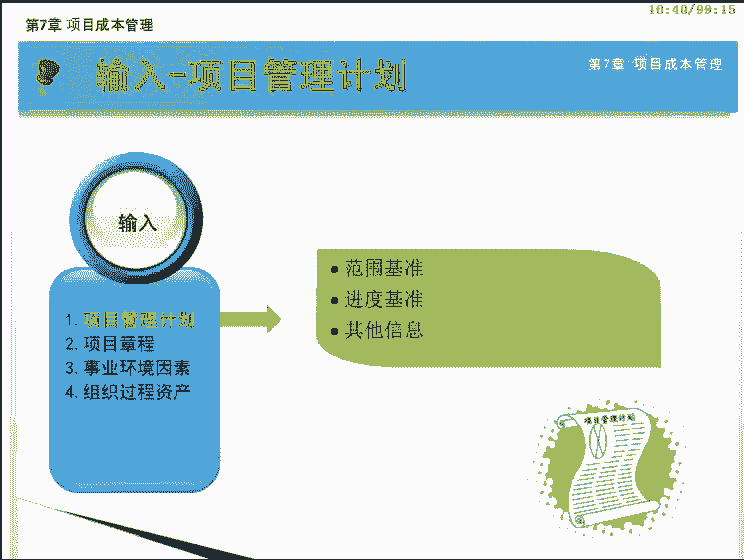 10:40/99:15
第7章 项目成本管理
输入-项目管理计划
第7章 项目成本管理
输入
1. 项目管理计划
2. 项目章程
3. 事业环境因素
4. 组织过程资产
● 范围基准
● 进度基准
● 其他信息
项目管理计划